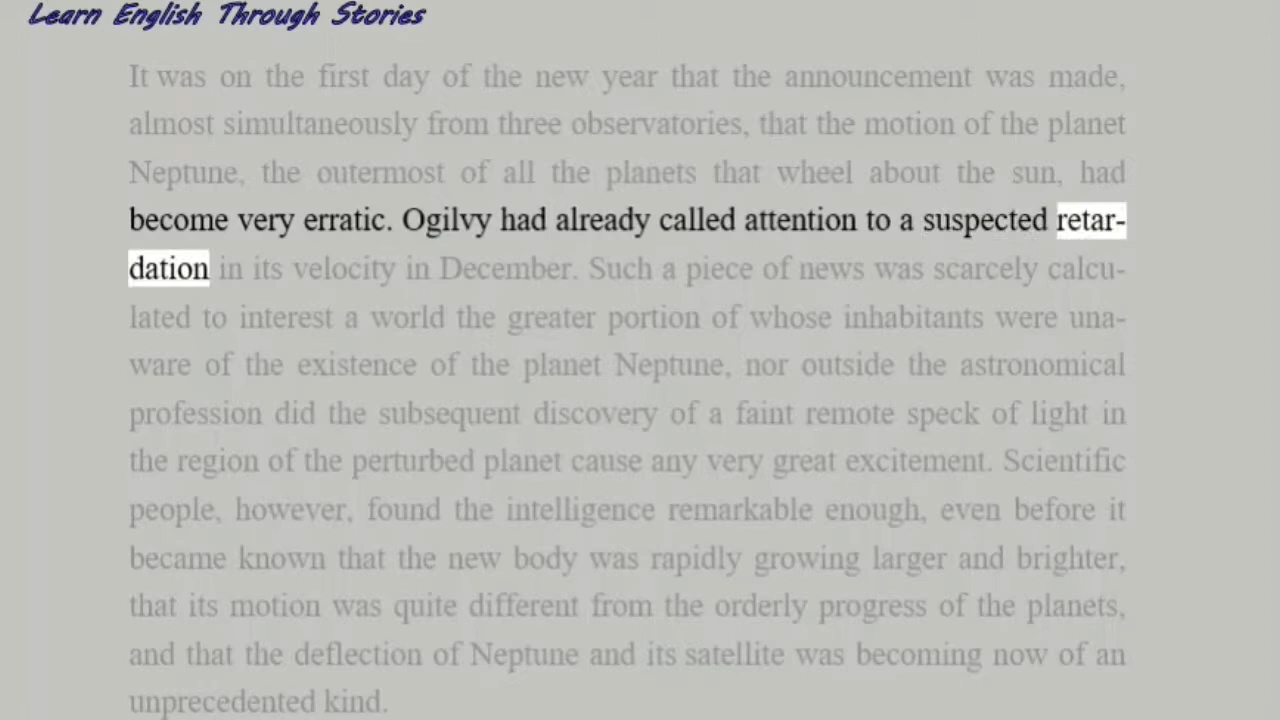 Learn English Through Stories
It was on the first day of the new year that the announcement was made,
almost simultaneously from three observatories, that the motion of the planet
Neptune, the outermost of all the planets that wheel about the sun, had
become very erratic. Ogilvy had already called attention to a suspected retar-
dation in its velocity in December. Such a piece of news was scarcely calcu-
lated to interest a world the greater portion of whose inhabitants were una-
ware of the existence of the planet Neptune, nor outside the astronomical
profession did the subsequent discovery of a faint remote speck of light in
the region of the perturbed planet cause any very great excitement. Scientific
people, however, found the intelligence remarkable enough, even before it
became known that the new body was rapidly growing larger and brighter,
that its motion was quite different from the orderly progress of the planets,
and that the deflection of Neptune and its satellite was becoming now of an
unprecedented kind.